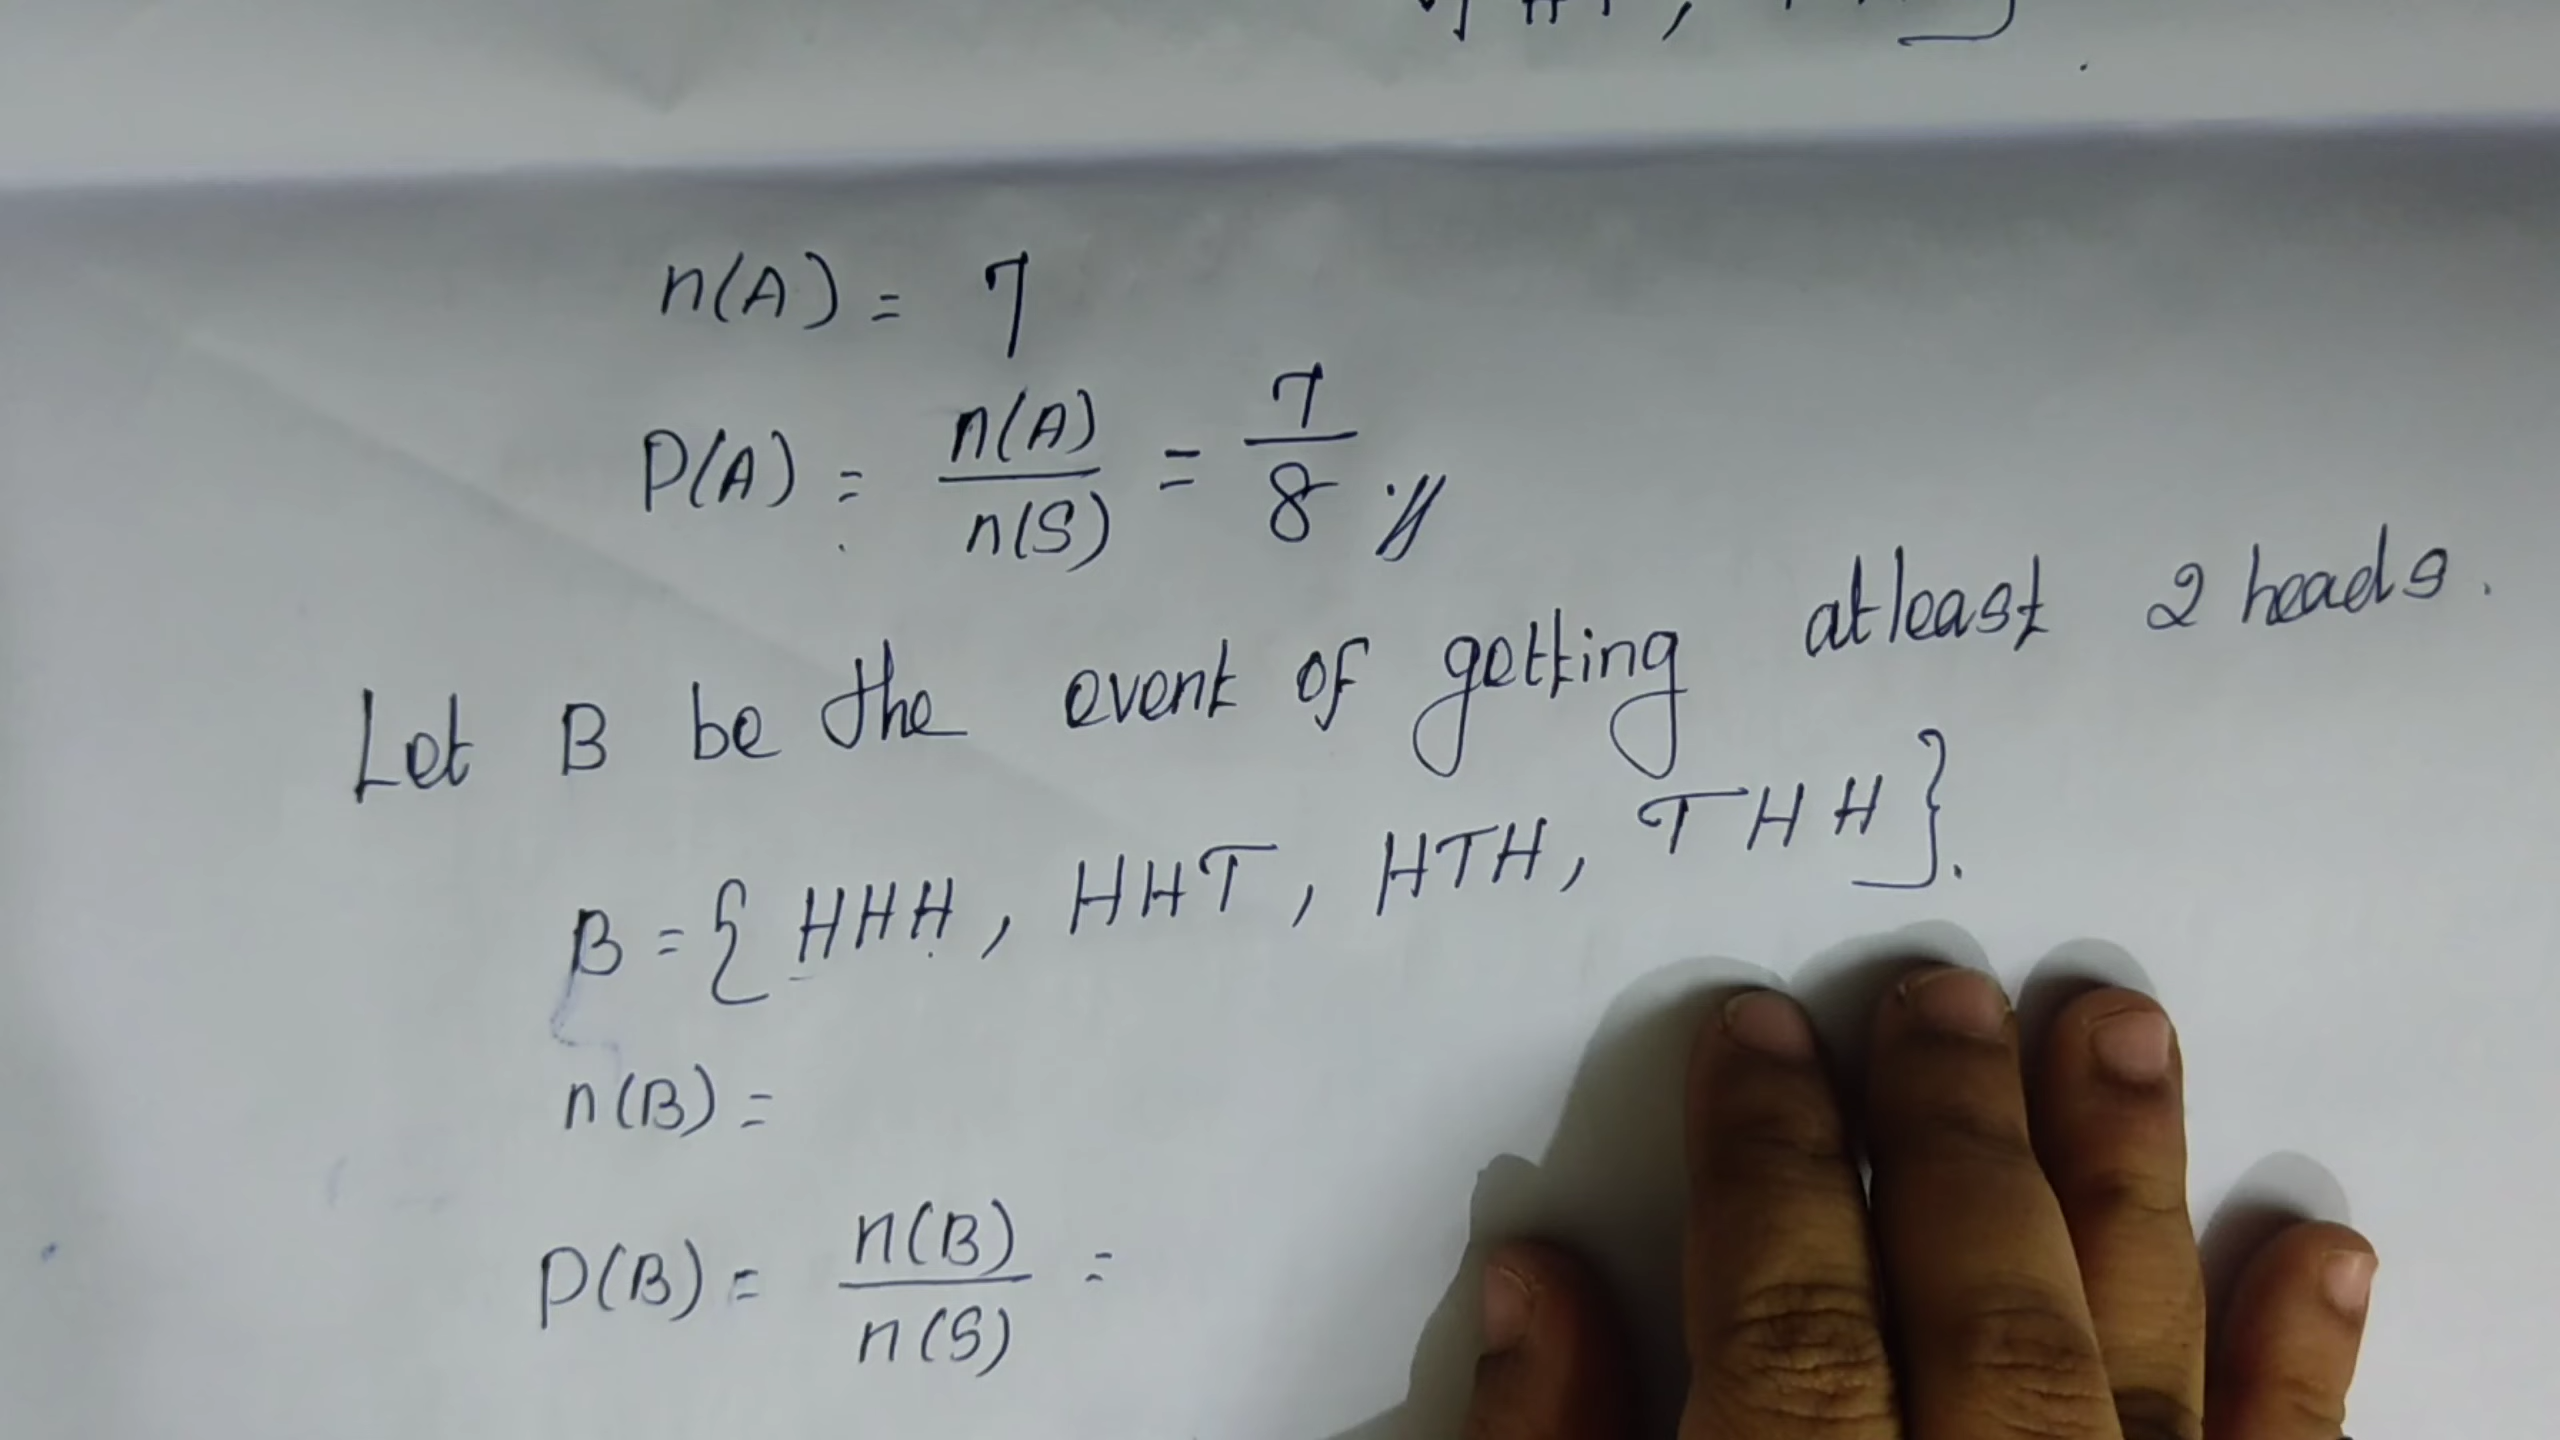 n(A) = 7
P(A) = n(A)/n(S) = 7/8
Let B be the event of getting atleast 2 heads.
B = { HHH, HHT, HTH, THH }.
n(B) =
P(B) = n(B)/n(S) =